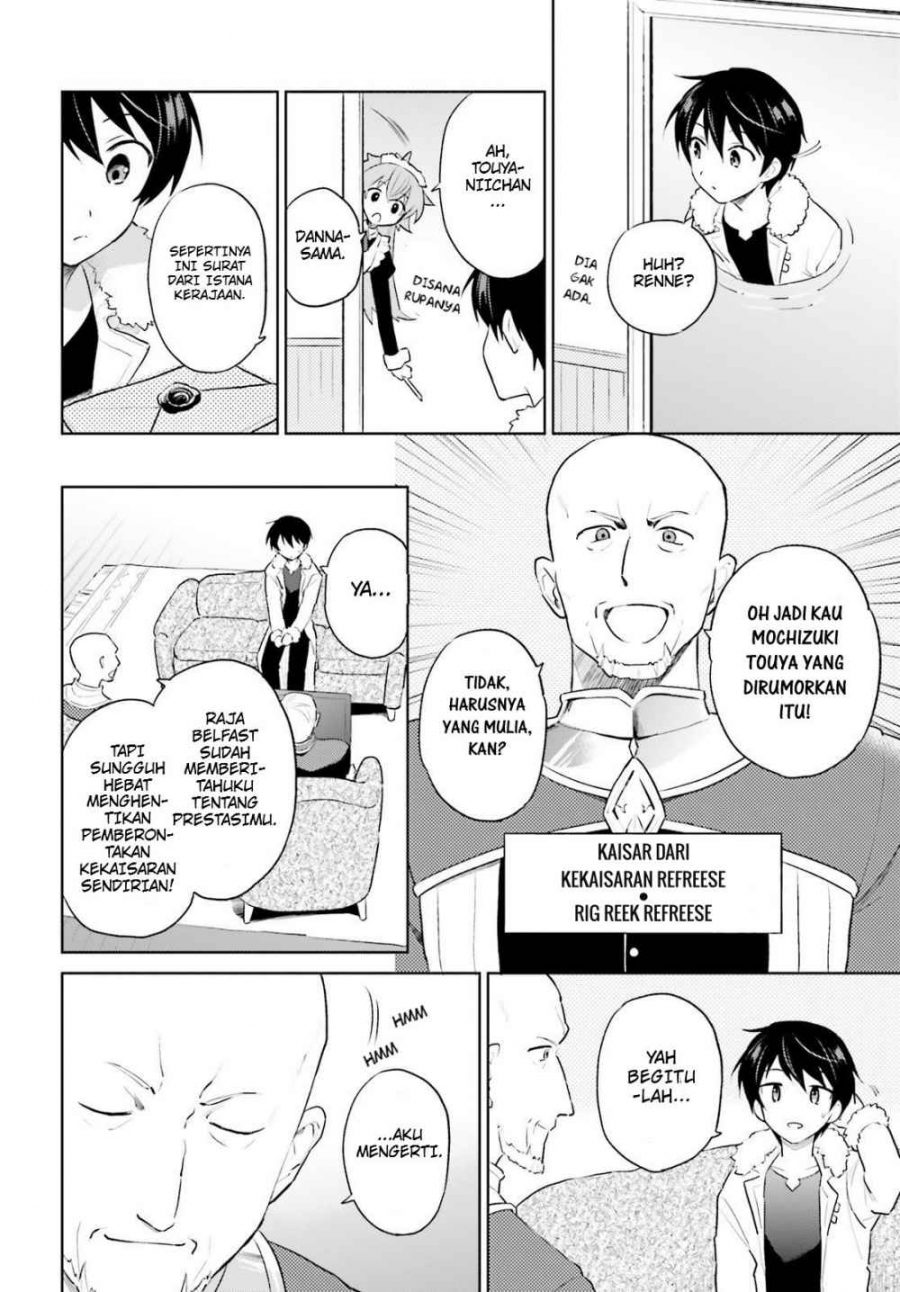 HUH?
RENNE?
DIA
GAK
ADA.
AH,
TOUYA-
NIICHAN
...
DANNA-
SAMA.
DISANA
RUPANYA
SEPERTINYA
INI SURAT
DARI ISTANA
KERAJAAN.
OH JADI KAU
MOCHIZUKI
TOUYA YANG
DIRUMORKAN
ITU!
TIDAK,
HARUSNYA
YANG MULIA,
KAN?
KAISAR DARI
KEKAISARAN REFREESE
•
RIG REEK REFREESE
YA...
RAJA
BELFAST
SUDAH
MEMBERI-
TAHUKU
TENTANG
PRESTASIMU.
TAPI
SUNGGUH
HEBAT
MENGHEN-
TIKAN
PEMBERON-
TAKAN
KEKAISARAN
SENDIRIAN!
YAH
BEGITU
-LAH...
HMM
HMM
...AKU
MENGERTI.